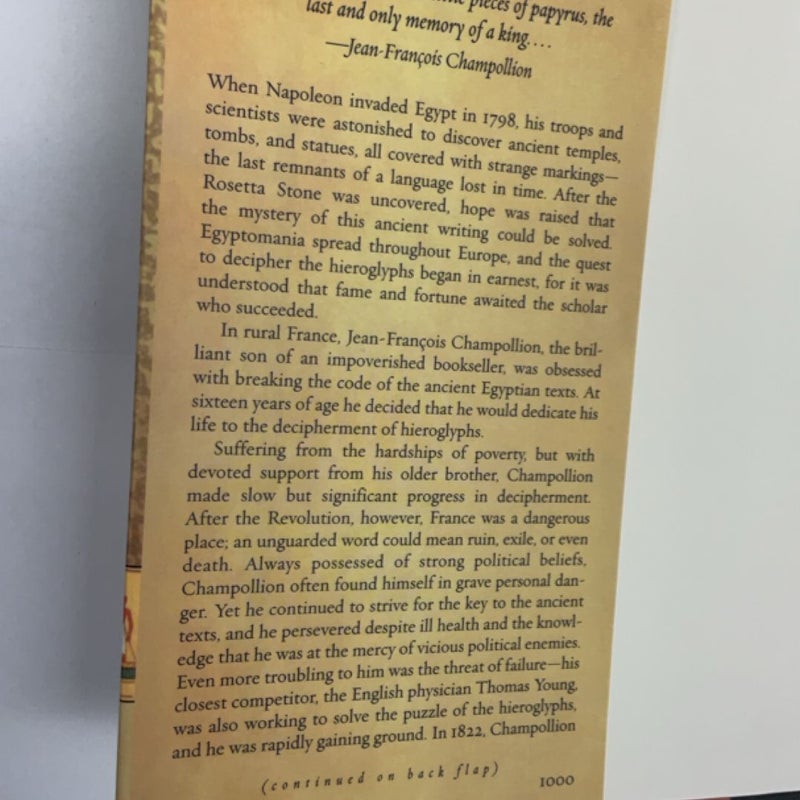 pieces of papyrus, the
last and only memory of a king....
—Jean-François Champollion
When Napoleon invaded Egypt in 1798, his troops and
scientists were astonished to discover ancient temples,
tombs, and statues, all covered with strange markings—
the last remnants of a language lost in time. After the
Rosetta Stone was uncovered, hope was raised that
the mystery of this ancient writing could be solved.
Egyptomania spread throughout Europe, and the quest
to decipher the hieroglyphs began in earnest, for it was
understood that fame and fortune awaited the scholar
who succeeded.
In rural France, Jean-François Champollion, the bril-
liant son of an impoverished bookseller, was obsessed
with breaking the code of the ancient Egyptian texts. At
sixteen years of age he decided that he would dedicate his
life to the decipherment of hieroglyphs.
Suffering from the hardships of poverty, but with
devoted support from his older brother, Champollion
made slow but significant progress in decipherment.
After the Revolution, however, France was a dangerous
place; an unguarded word could mean ruin, exile, or even
death. Always possessed of strong political beliefs,
Champollion often found himself in grave personal dan-
ger. Yet he continued to strive for the key to the ancient
texts, and he persevered despite ill health and the knowl-
edge that he was at the mercy of vicious political enemies.
Even more troubling to him was the threat of failure—his
closest competitor, the English physician Thomas Young,
was also working to solve the puzzle of the hieroglyphs,
and he was rapidly gaining ground. In 1822, Champollion
(continued on back flap)
1000